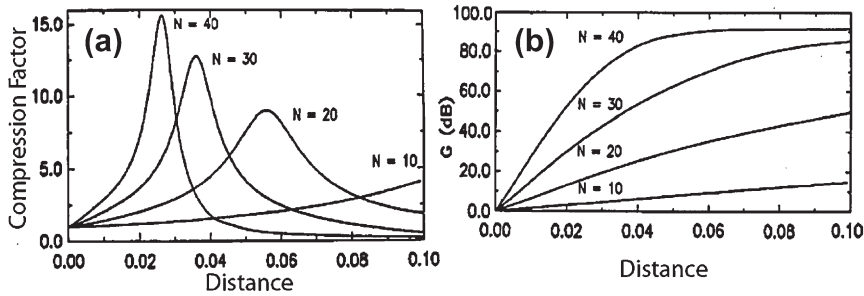 (a)
Compression Factor
15.0
10.0
5.0
0.0
N = 40
N = 30
N = 20
N = 10
0.00
0.02
0.04
0.06
0.08
0.10
Distance
(b)
G (dB)
100.0
80.0
60.0
40.0
20.0
0.0
N = 40
N = 30
N = 20
N = 10
0.00
0.02
0.04
0.06
0.08
0.10
Distance